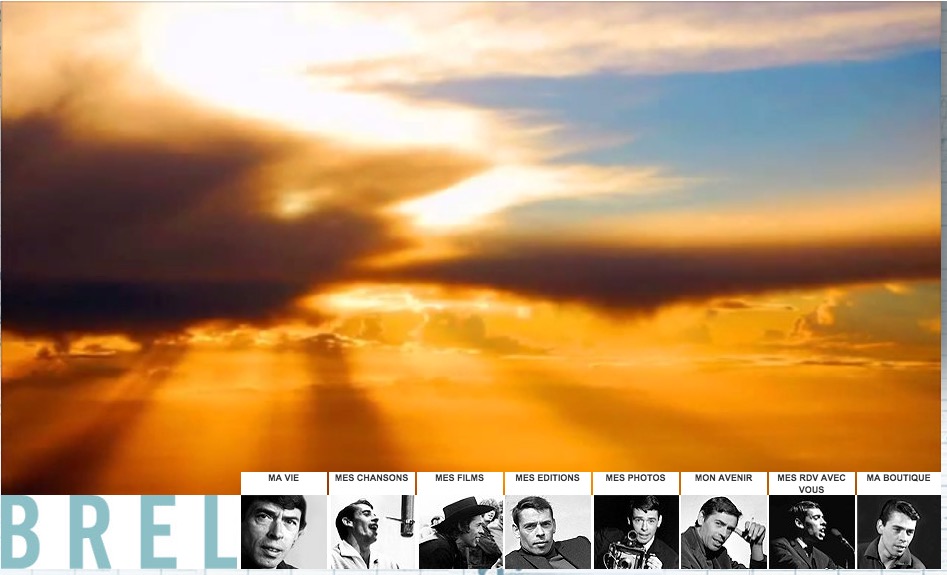 MA VIE
MES CHANSONS
MES FILMS
MES EDITIONS
MES PHOTOS
MON AVENIR
MES RDV AVEC
VOUS
MA BOUTIQUE
BREL